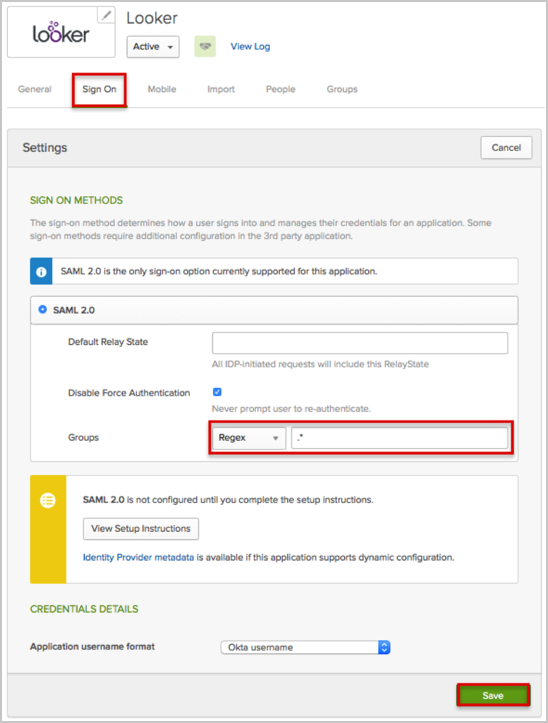 looker
Looker
Active
View Log
General Sign On Mobile Import People Groups
Settings
Cancel
SIGN ON METHODS
The sign-on method determines how a user signs into and manages their credentials for an application. Some
sign-on methods require additional configuration in the 3rd party application.
SAML 2.0 is the only sign-on option currently supported for this application.
SAML 2.0
Default Relay State
All IDP-initiated requests will include this RelayState
Disable Force Authentication
Never prompt user to re-authenticate.
Groups Regex .*
SAML 2.0 is not configured until you complete the setup instructions.
View Setup Instructions
Identity Provider metadata is available if this application supports dynamic configuration.
CREDENTIALS DETAILS
Application username format Okta username
Save